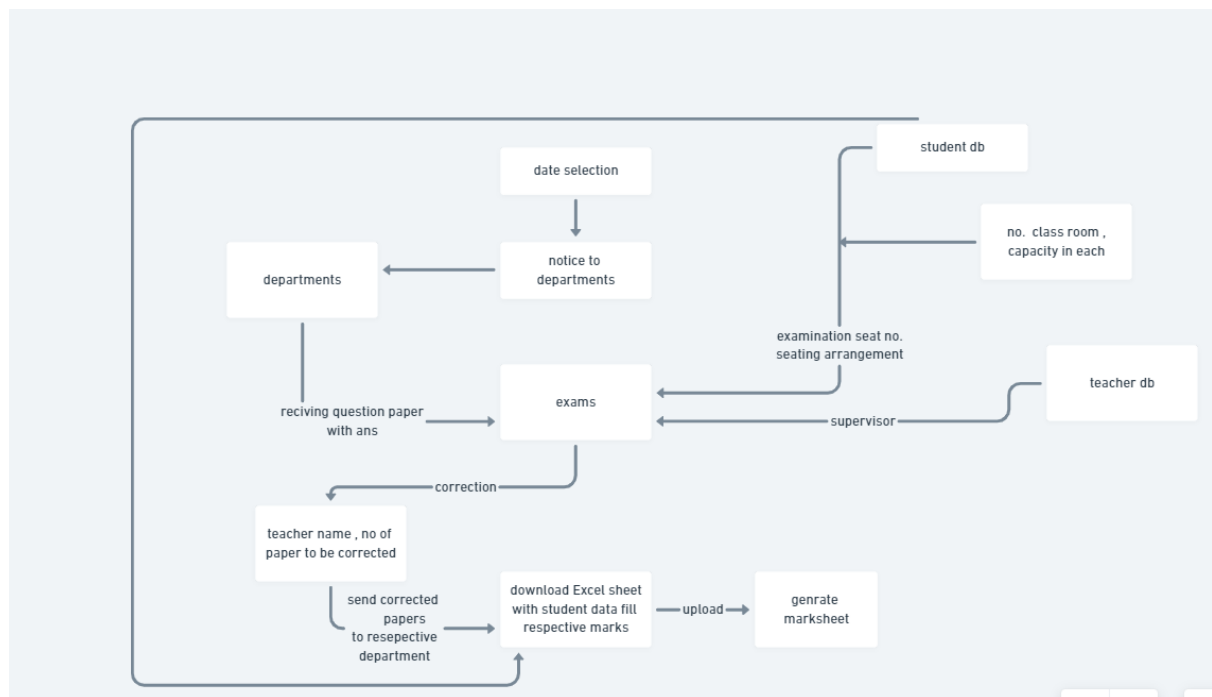 student db
date selection
no.  class room ,
capacity in each
notice to
departments
departments
examination seat no.
seating arrangement
teacher db
exams
reciving question paper
with ans
supervisor
correction
teacher name , no of
paper to be corrected
send corrected
papers
to resepective
department
download Excel sheet
with student data fill
respective marks
upload
genrate
marksheet